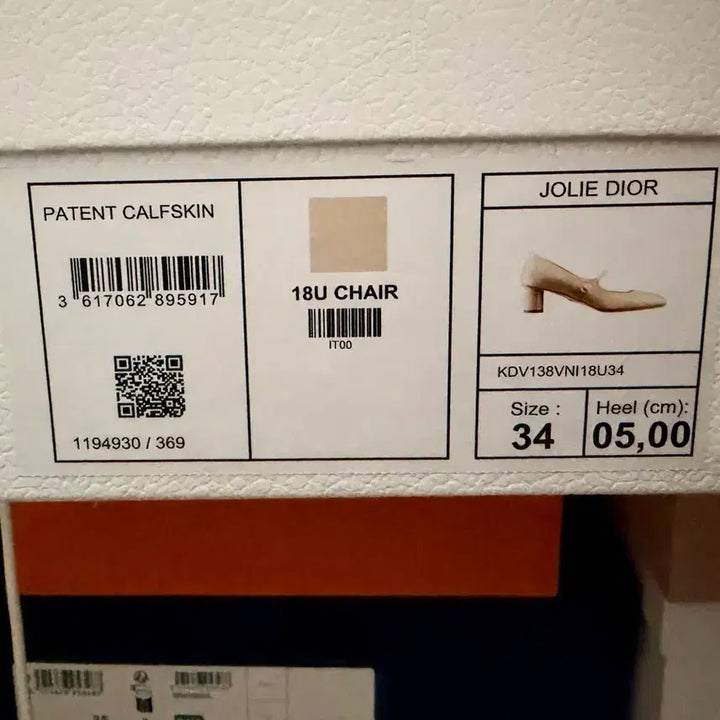 PATENT CALFSKIN
3 617062 895917
1194930 / 369
18U CHAIR
IT00
JOLIE DIOR
KDV138VNI18U34
Size :
34
Heel (cm):
05,00